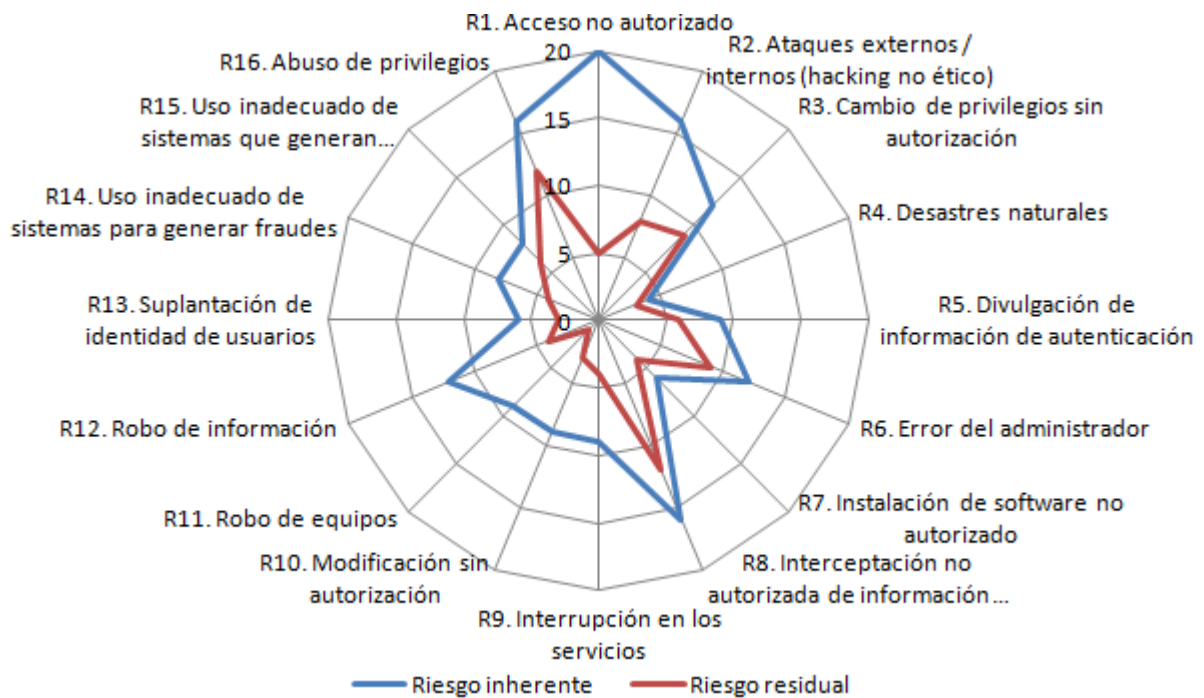 R1. Acceso no autorizado
R2. Ataques externos /
internos (hacking no ético)
R3. Cambio de privilegios sin
autorización
R4. Desastres naturales
R5. Divulgación de
información de autenticación
R6. Error del administrador
R7. Instalación de software no
autorizado
R8. Interceptación no
autorizada de información ...
R9. Interrupción en los
servicios
R10. Modificación sin
autorización
R11. Robo de equipos
R12. Robo de información
R13. Suplantación de
identidad de usuarios
R14. Uso inadecuado de
sistemas para generar fraudes
R15. Uso inadecuado de
sistemas que generan...
R16. Abuso de privilegios
20
15
10
5
0
Riesgo inherente
Riesgo residual